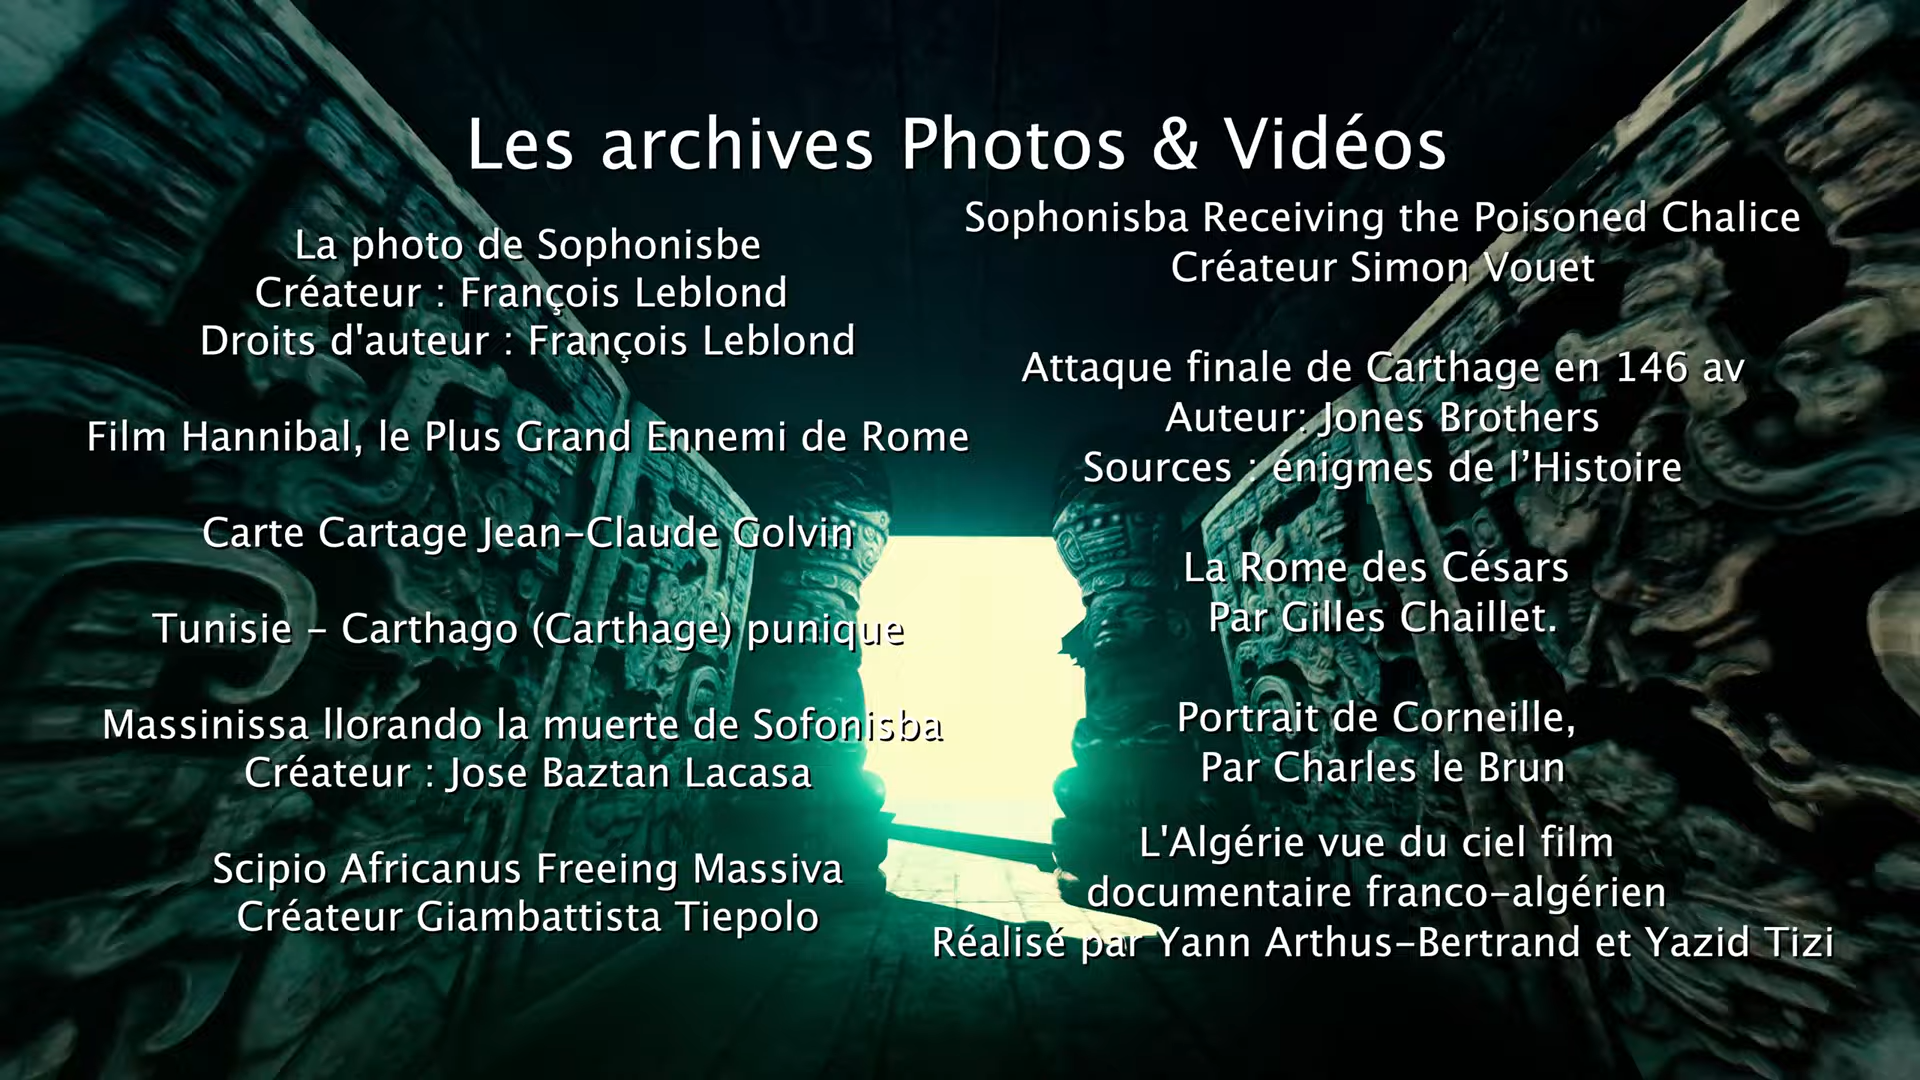 Les archives Photos & Vidéos
La photo de Sophonisbe
Créateur : François Leblond
Droits d'auteur : François Leblond
Film Hannibal, le Plus Grand Ennemi de Rome
Carte Cartage Jean-Claude Golvin
Tunisie - Carthago (Carthage) punique
Massinissa llorando la muerte de Sofonisba
Créateur : Jose Baztan Lacasa
Scipio Africanus Freeing Massiva
Créateur Giambattista Tiepolo
Sophonisba Receiving the Poisoned Chalice
Créateur Simon Vouet
Attaque finale de Carthage en 146 av
Auteur: Jones Brothers
Sources : énigmes de l’Histoire
La Rome des Césars
Par Gilles Chaillet.
Portrait de Corneille,
Par Charles le Brun
L'Algérie vue du ciel film
documentaire franco-algérien
Réalisé par Yann Arthus-Bertrand et Yazid Tizi